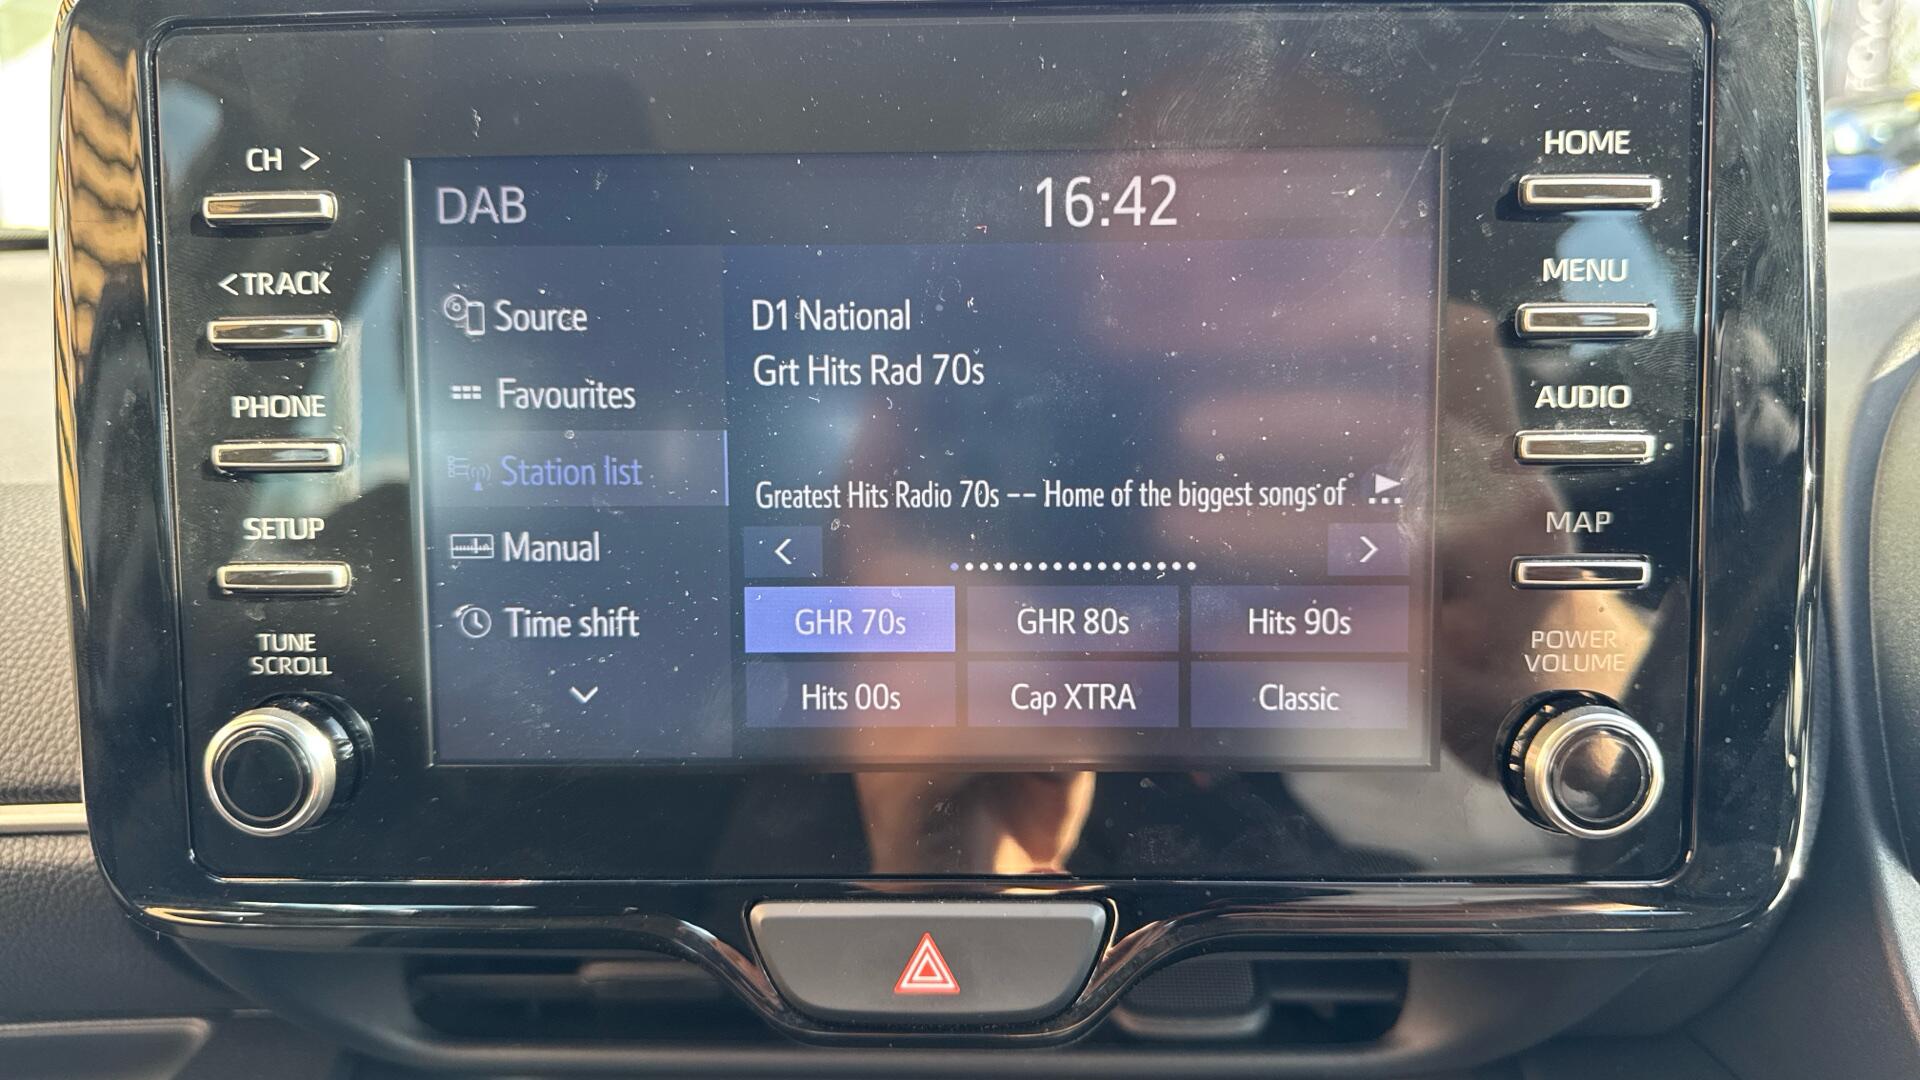 CH >
<TRACK
PHONE
SETUP
TUNE
SCROLL
DAB
16:42
Source
Favourites
Station list
Manual
Time shift
D1 National
Grt Hits Rad 70s
Greatest Hits Radio 70s -- Home of the biggest songs of
< >
GHR 70s GHR 80s Hits 90s
Hits 00s Cap XTRA Classic
HOME
MENU
AUDIO
MAP
POWER
VOLUME